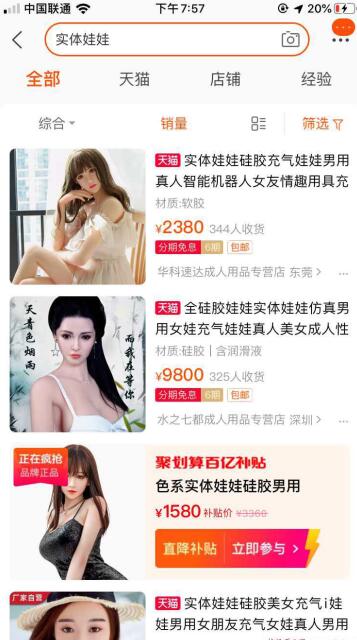 中国联通
下午7:57
20%
实体娃娃
全部
天猫
店铺
经验
综合
销量
筛选
天猫 实体娃娃硅胶充气娃娃男用
真人智能机器人女友情趣用具充
材质:软胶
¥2380 344人收货
分期免息 6期 包邮
华科速达成人用品专营店 东莞 >
天青色烟雨
而我在等你
天猫 全硅胶娃娃实体娃娃仿真男
用女娃充气娃娃真人美女成人性
材质:硅胶 | 含润滑液
¥9800 325人收货
分期免息 6期 包邮
水之七都成人用品专营店 深圳 >
正在疯抢
品牌正品
聚划算百亿补贴
色系实体娃娃硅胶男用
¥1580 补贴价 ¥3360
直降补贴 立即参与 >
厂家自营
天猫 实体娃娃硅胶美女充气i娃
娃男用女朋友充气女娃真人男用